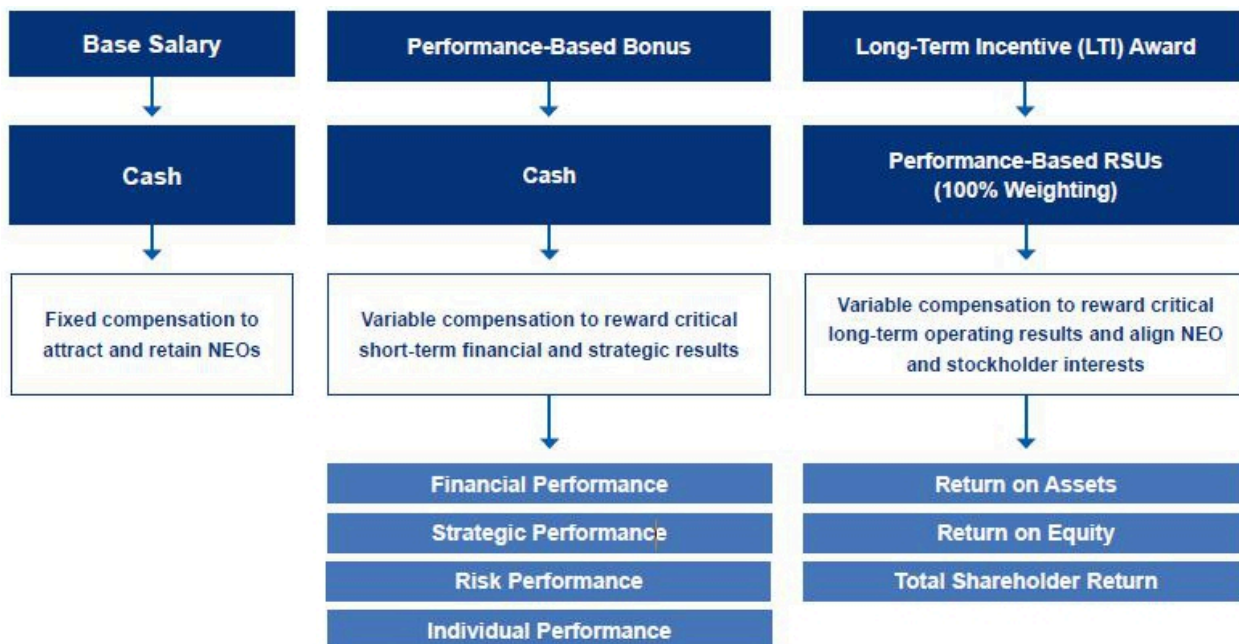 Base Salary
Cash
Fixed compensation to
attract and retain NEOs
Performance-Based Bonus
Cash
Variable compensation to reward critical
short-term financial and strategic results
Financial Performance
Strategic Performance
Risk Performance
Individual Performance
Long-Term Incentive (LTI) Award
Performance-Based RSUs
(100% Weighting)
Variable compensation to reward critical
long-term operating results and align NEO
and stockholder interests
Return on Assets
Return on Equity
Total Shareholder Return